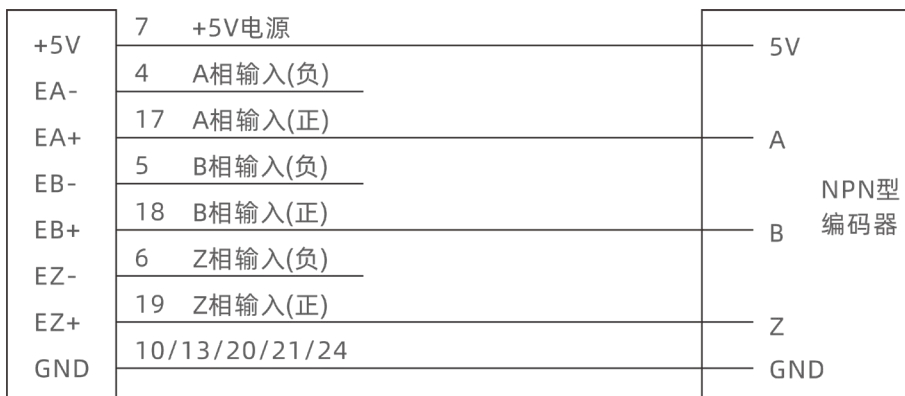 +5V 7 +5V电源 5V
EA- 4 A相输入(负)
EA+ 17 A相输入(正) A
EB- 5 B相输入(负)
EB+ 18 B相输入(正) B
NPN型
编码器
EZ- 6 Z相输入(负)
EZ+ 19 Z相输入(正) Z
GND 10/13/20/21/24 GND